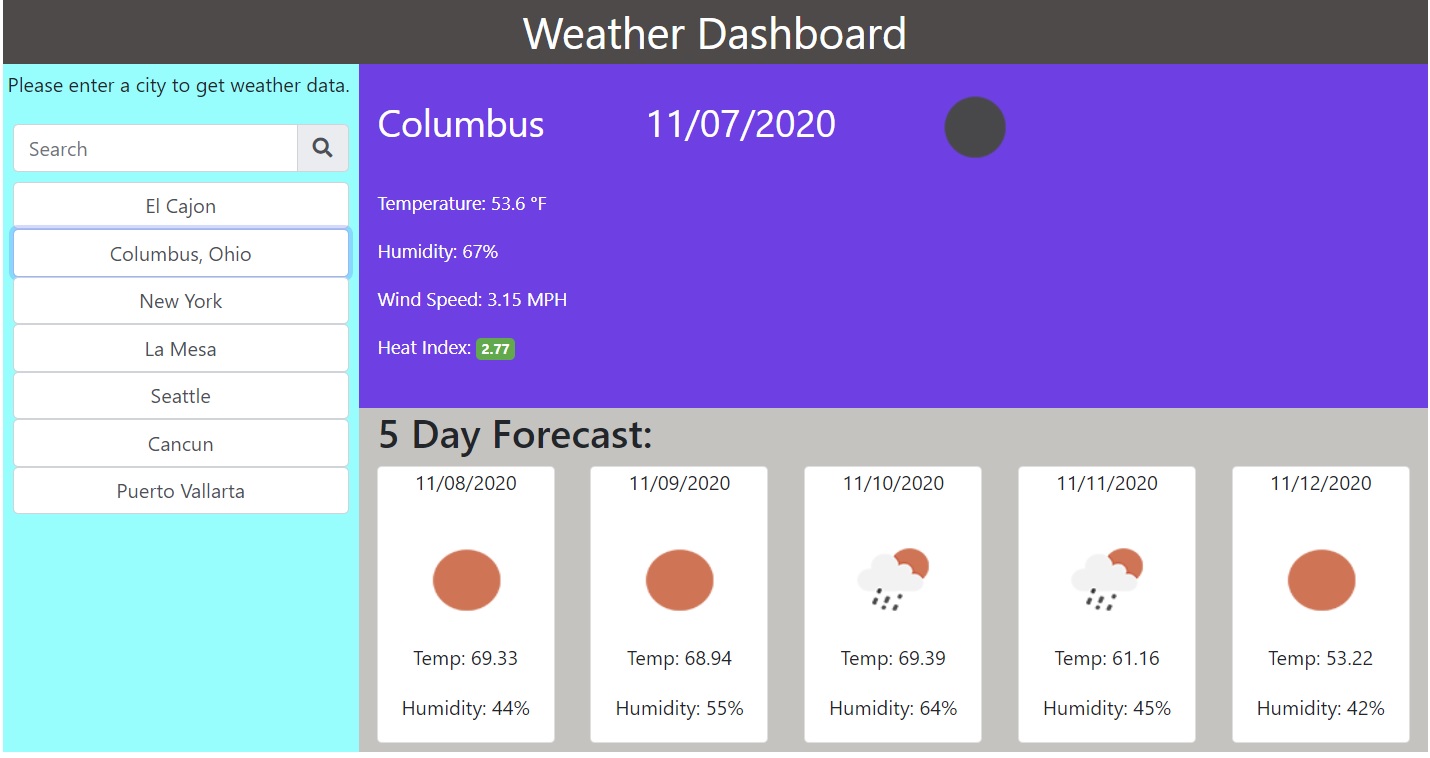 Weather Dashboard
Please enter a city to get weather data.
Search
El Cajon
Columbus, Ohio
New York
La Mesa
Seattle
Cancun
Puerto Vallarta
Columbus 11/07/2020
Temperature: 53.6 °F
Humidity: 67%
Wind Speed: 3.15 MPH
Heat Index: 2.77
5 Day Forecast:
11/08/2020
Temp: 69.33
Humidity: 44%
11/09/2020
Temp: 68.94
Humidity: 55%
11/10/2020
Temp: 69.39
Humidity: 64%
11/11/2020
Temp: 61.16
Humidity: 45%
11/12/2020
Temp: 53.22
Humidity: 42%